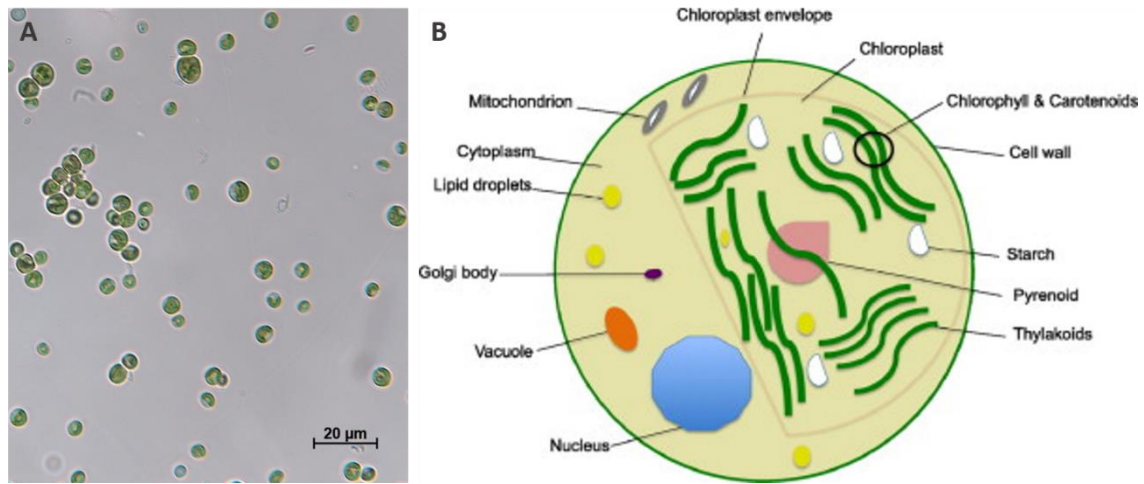 A
20 µm
B
Chloroplast envelope
Chloroplast
Mitochondrion
Chlorophyll & Carotenoids
Cytoplasm
Cell wall
Lipid droplets
Golgi body
Starch
Pyrenoid
Vacuole
Thylakoids
Nucleus